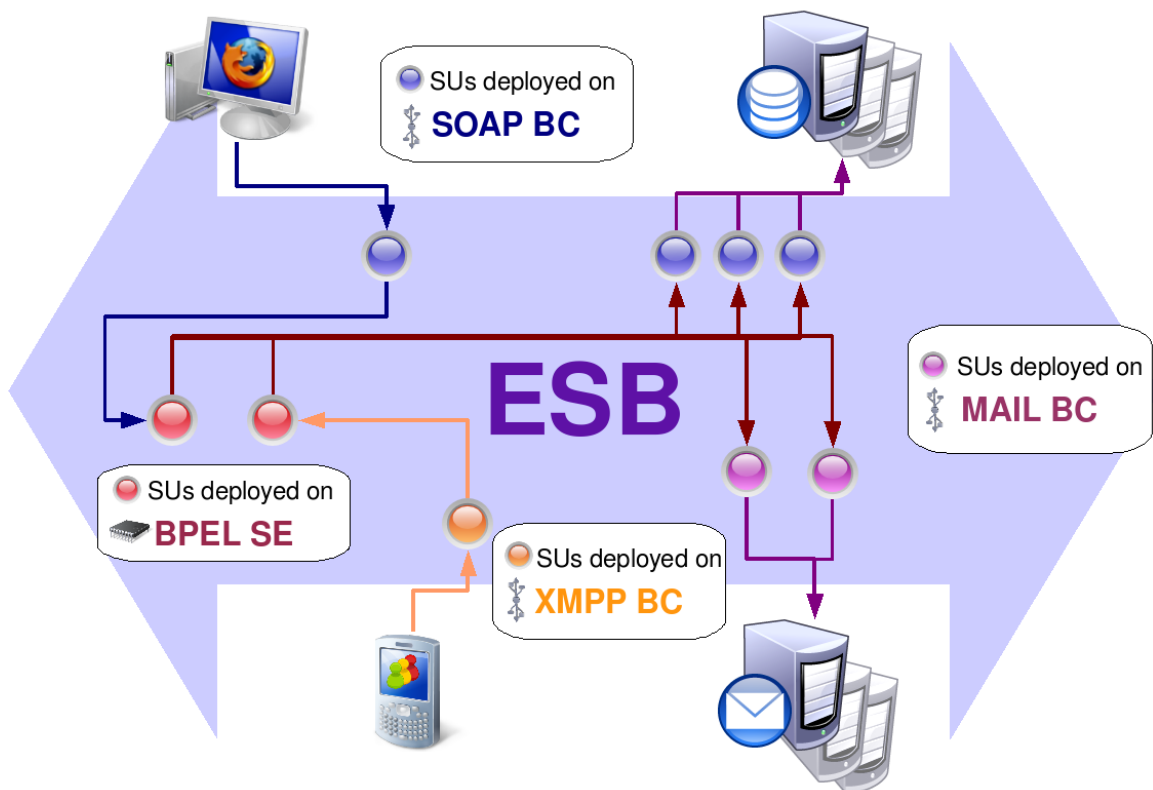 SUs deployed on
SOAP BC
ESB
SUs deployed on
MAIL BC
SUs deployed on
BPEL SE
SUs deployed on
XMPP BC